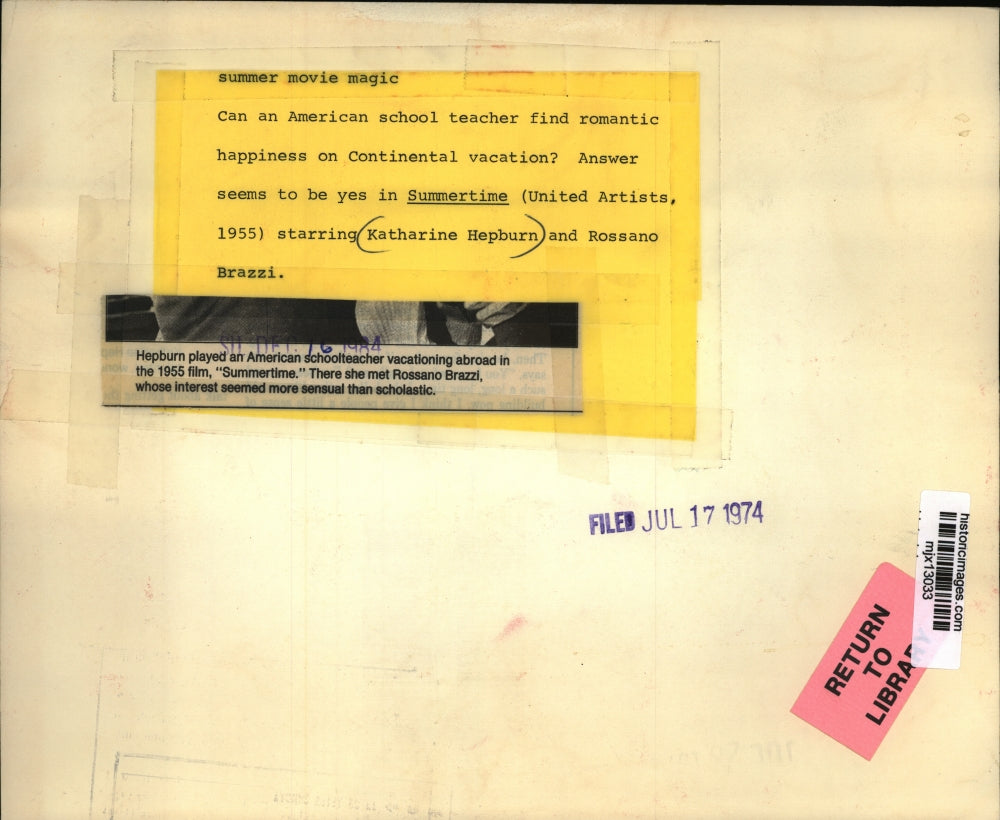 summer movie magic
Can an American school teacher find romantic
happiness on Continental vacation?  Answer
seems to be yes in Summertime (United Artists,
1955) starring Katharine Hepburn and Rossano
Brazzi.
16 1984
Hepburn played an American schoolteacher vacationing abroad in
the 1955 film, “Summertime.” There she met Rossano Brazzi,
whose interest seemed more sensual than scholastic.
FILED JUL 17 1974
historicimages.com
mjx13033
RETURN
TO
LIBRARY